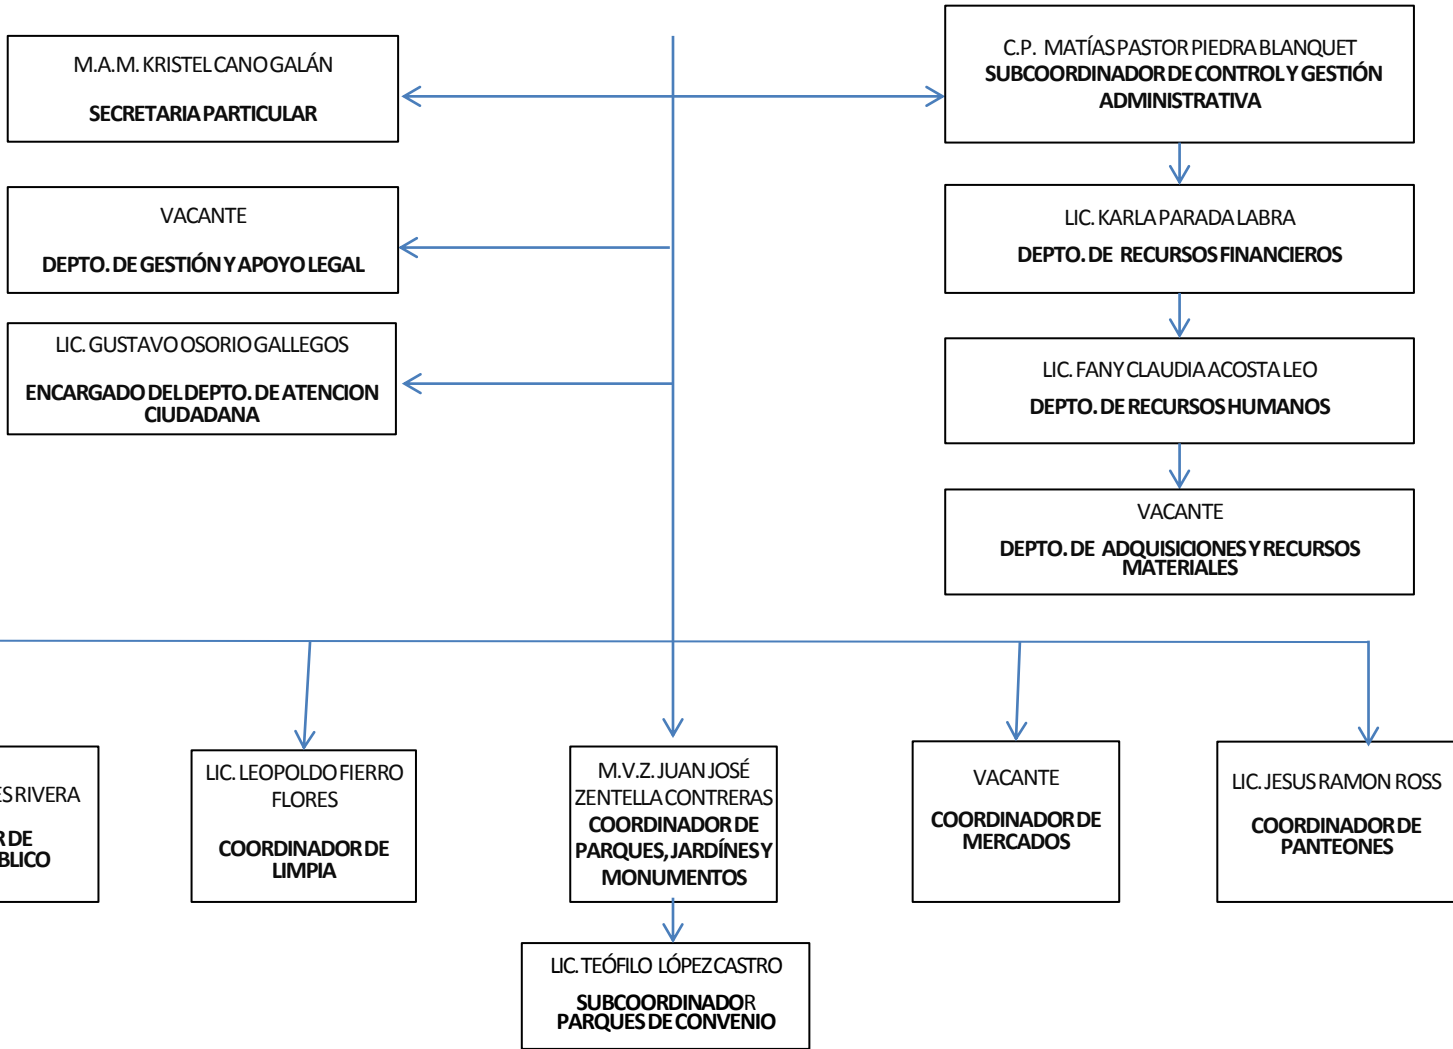 M.A.M. KRISTEL CANO GALÁN
SECRETARIA PARTICULAR
C.P. MATÍAS PASTOR PIEDRA BLANQUET
SUBCOORDINADOR DE CONTROL Y GESTIÓN
ADMINISTRATIVA
VACANTE
DEPTO. DE GESTIÓN Y APOYO LEGAL
LIC. KARLA PARADA LABRA
DEPTO. DE RECURSOS FINANCIEROS
LIC. GUSTAVO OSORIO GALLEGOS
ENCARGADO DEL DEPTO. DE ATENCION
CIUDADANA
LIC. FANY CLAUDIA ACOSTA LEO
DEPTO. DE RECURSOS HUMANOS
VACANTE
DEPTO. DE ADQUISICIONES Y RECURSOS
MATERIALES
RIVERA
DE
LIC. LEOPOLDO FIERRO
FLORES
COORDINADOR DE
LIMPIA
M.V.Z. JUAN JOSÉ
ZENTELLA CONTRERAS
COORDINADOR DE
PARQUES, JARDÍNES Y
MONUMENTOS
VACANTE
COORDINADOR DE
MERCADOS
LIC. JESUS RAMON ROSS
COORDINADOR DE
PANTEONES
LIC. TEÓFILO LÓPEZ CASTRO
SUBCOORDINADOR
PARQUES DE CONVENIO